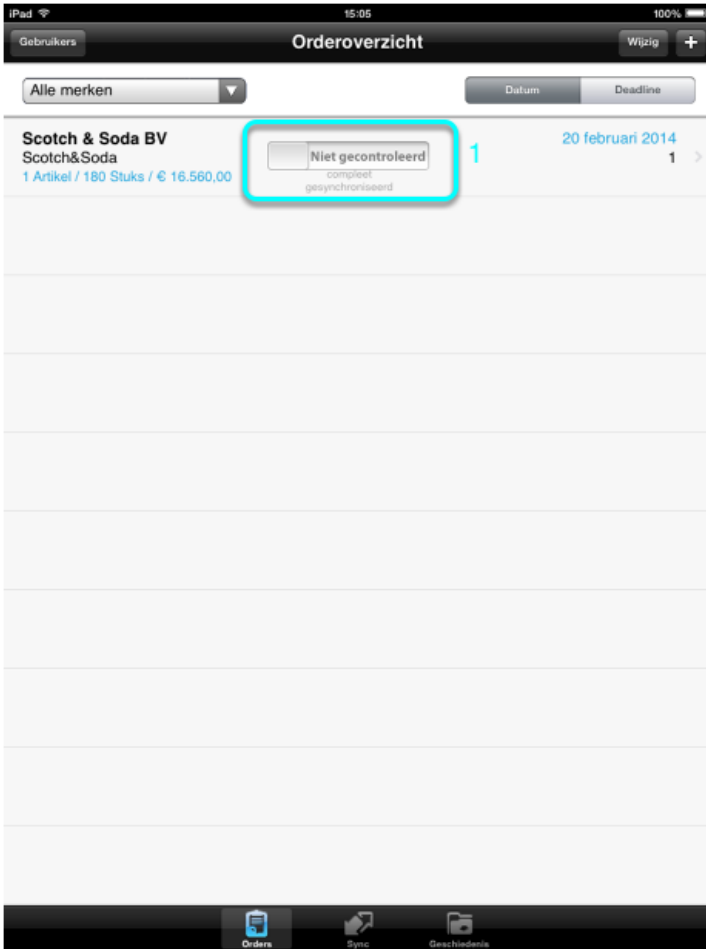 iPad 15:05 100%
Gebruikers Orderoverzicht Wijzig +
Alle merken Datum Deadline
Scotch & Soda BV 20 februari 2014
Scotch&Soda Niet gecontroleerd 1 1
1 Artikel / 180 Stuks / € 16.560,00 compleet
gesynchroniseerd
Orders Sync Geschiedenis